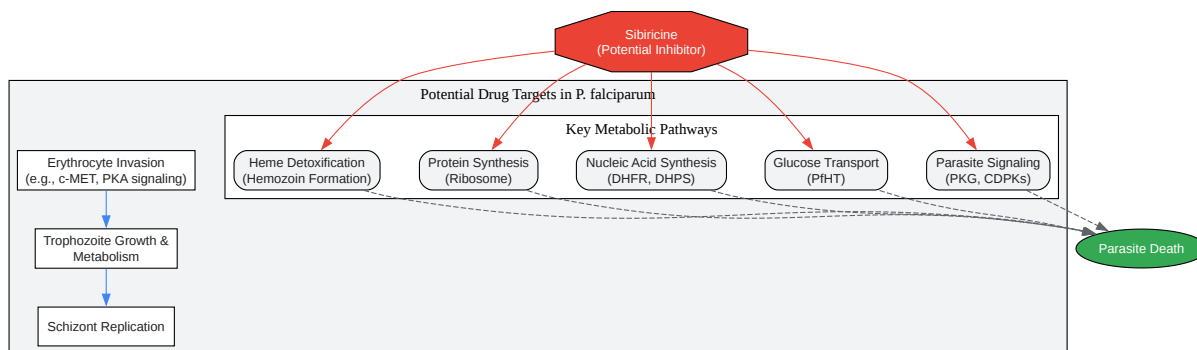 Sibiricine
(Potential Inhibitor)
Potential Drug Targets in P. falciparum
Key Metabolic Pathways
Erythrocyte Invasion
(e.g., c-MET, PKA signaling)
Heme Detoxification
(Hemozoin Formation)
Protein Synthesis
(Ribosome)
Nucleic Acid Synthesis
(DHFR, DHPS)
Glucose Transport
(PfHT)
Parasite Signaling
(PKG, CDPKs)
Trophozoite Growth &
Metabolism
Parasite Death
Schizont Replication